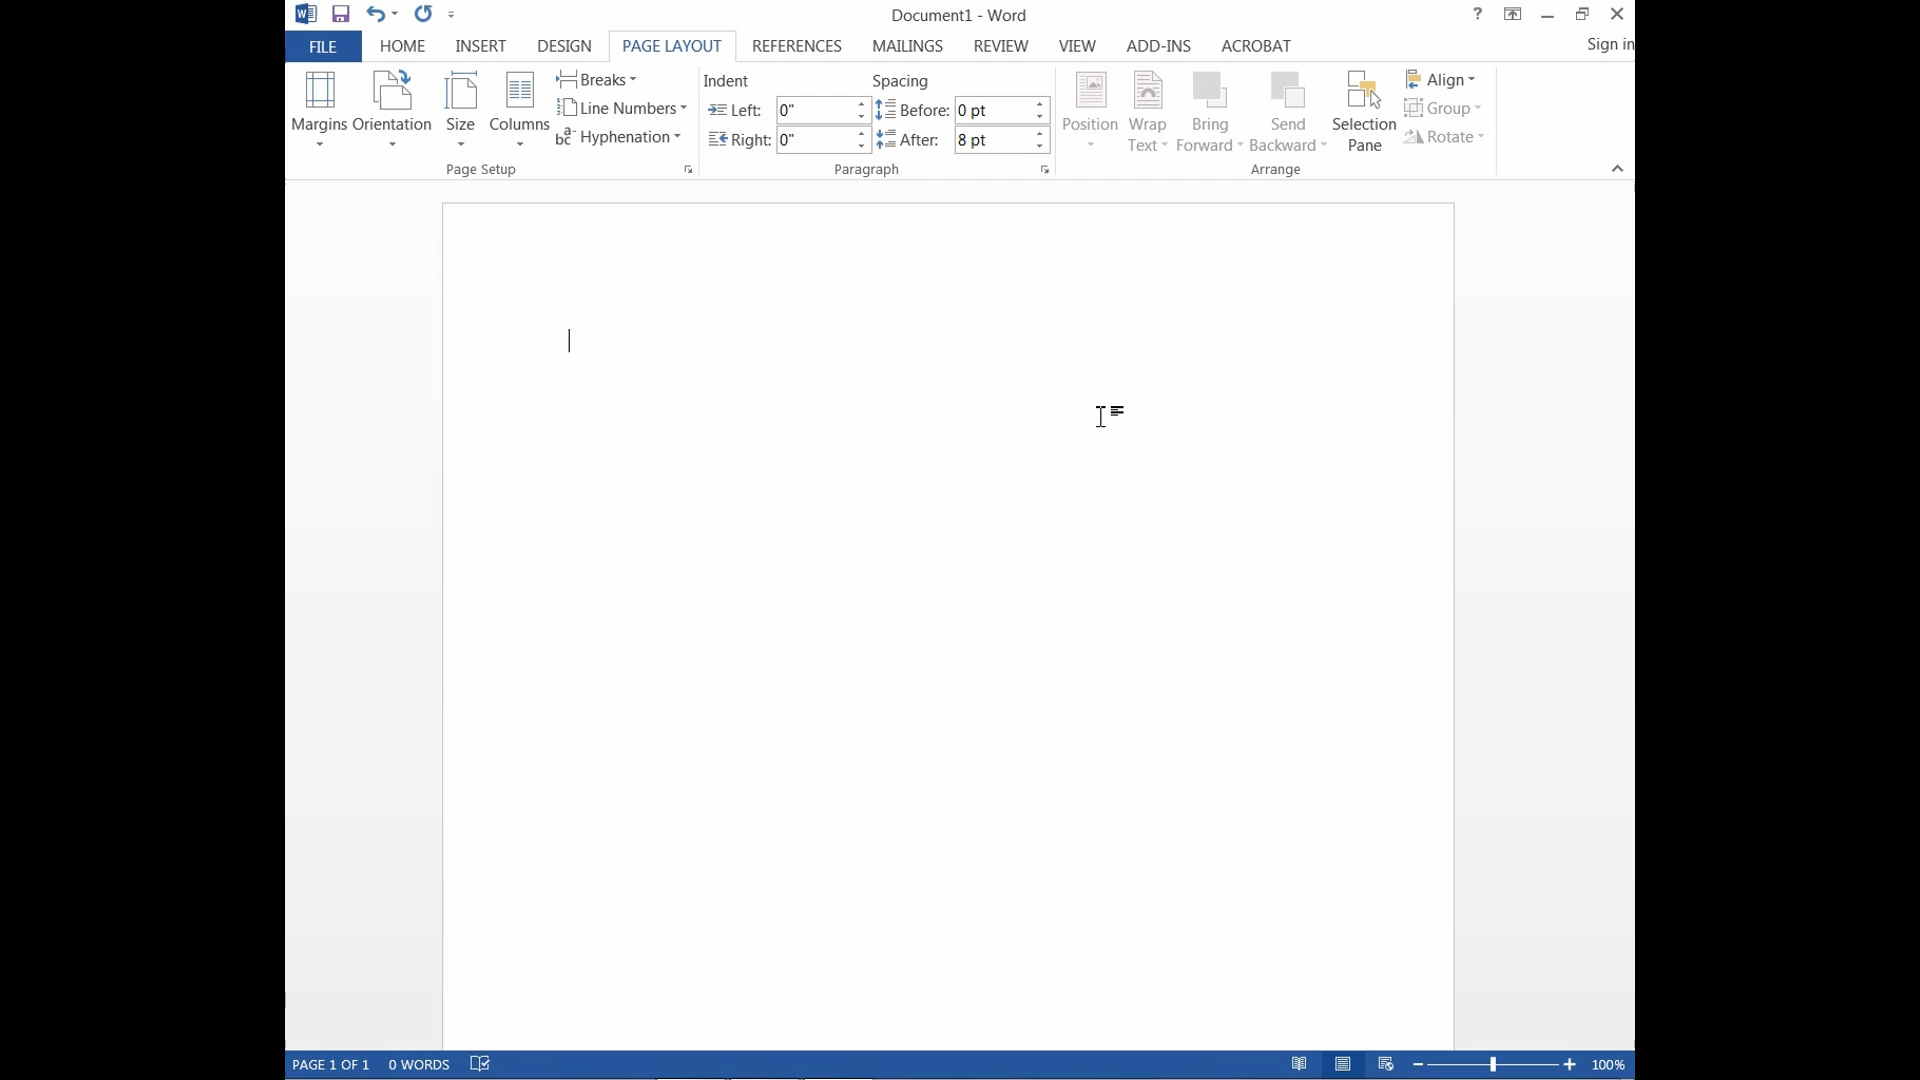 Document1 - Word
?
FILE HOME INSERT DESIGN PAGE LAYOUT REFERENCES MAILINGS REVIEW VIEW ADD-INS ACROBAT Sign in
Margins Orientation Size Columns
Breaks
Line Numbers
Hyphenation
Page Setup
Indent Spacing
Left: 0" Before: 0 pt
Right: 0" After: 8 pt
Paragraph
Position
Wrap
Text
Bring
Forward
Send
Backward
Selection
Pane
Align
Group
Rotate
Arrange
PAGE 1 OF 1 0 WORDS 100%